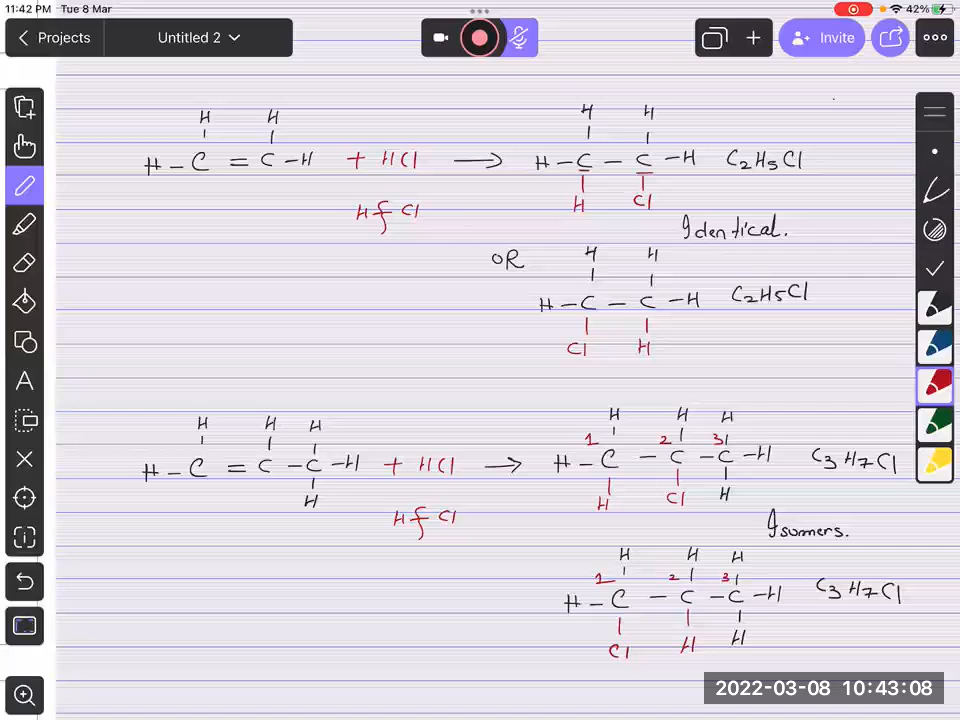 11:42 PM Tue 8 Mar 42%
Projects Untitled 2 Invite
H H H H
H - C = C - H + HCl → H - C - C - H C2H5Cl
H Cl H Cl
Identical.
OR H H
H - C - C - H C2H5Cl
Cl H
H H H H H H
1 2 3
H - C = C - C - H + HCl → H - C - C - C - H C3H7Cl
H H Cl H
H Cl Isomers.
H H H
1 2 3
H - C - C - C - H C3H7Cl
Cl H H
A
2022-03-08 10:43:08